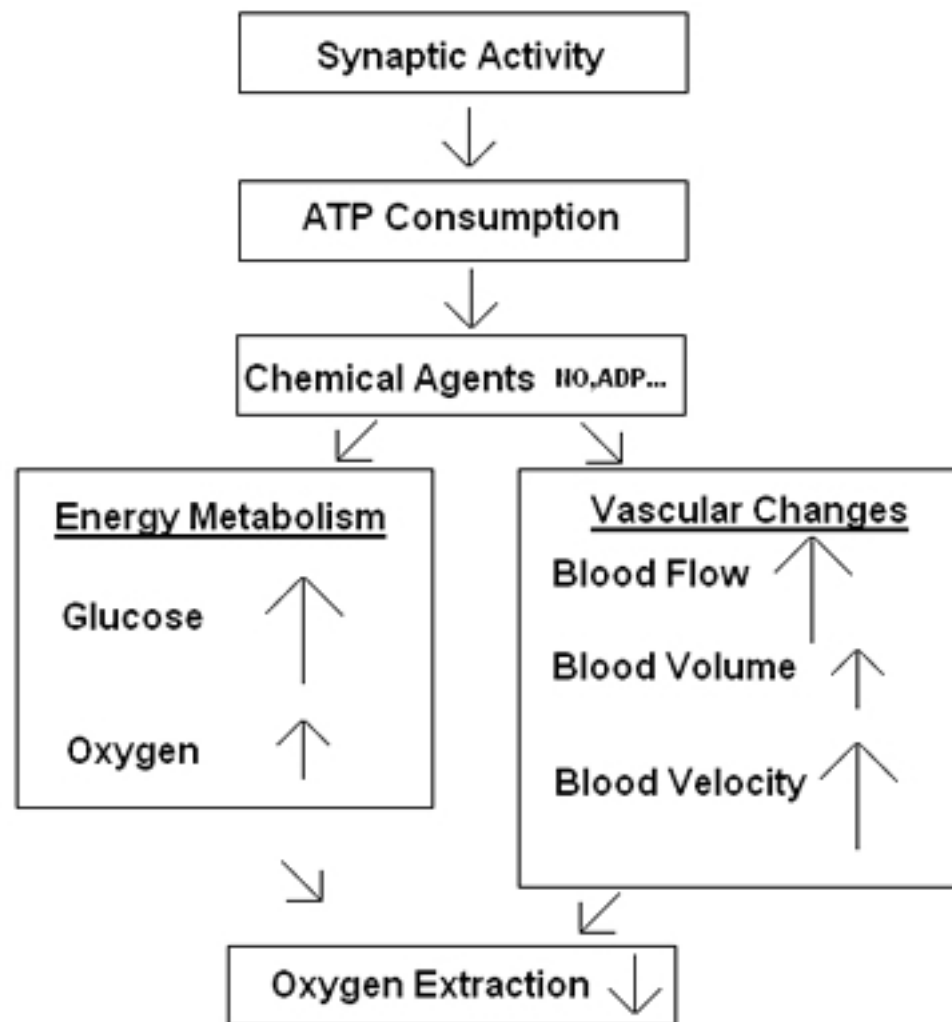 Synaptic Activity
ATP Consumption
Chemical Agents NO,ADP...
Energy Metabolism
Glucose
Oxygen
Vascular Changes
Blood Flow
Blood Volume
Blood Velocity
Oxygen Extraction